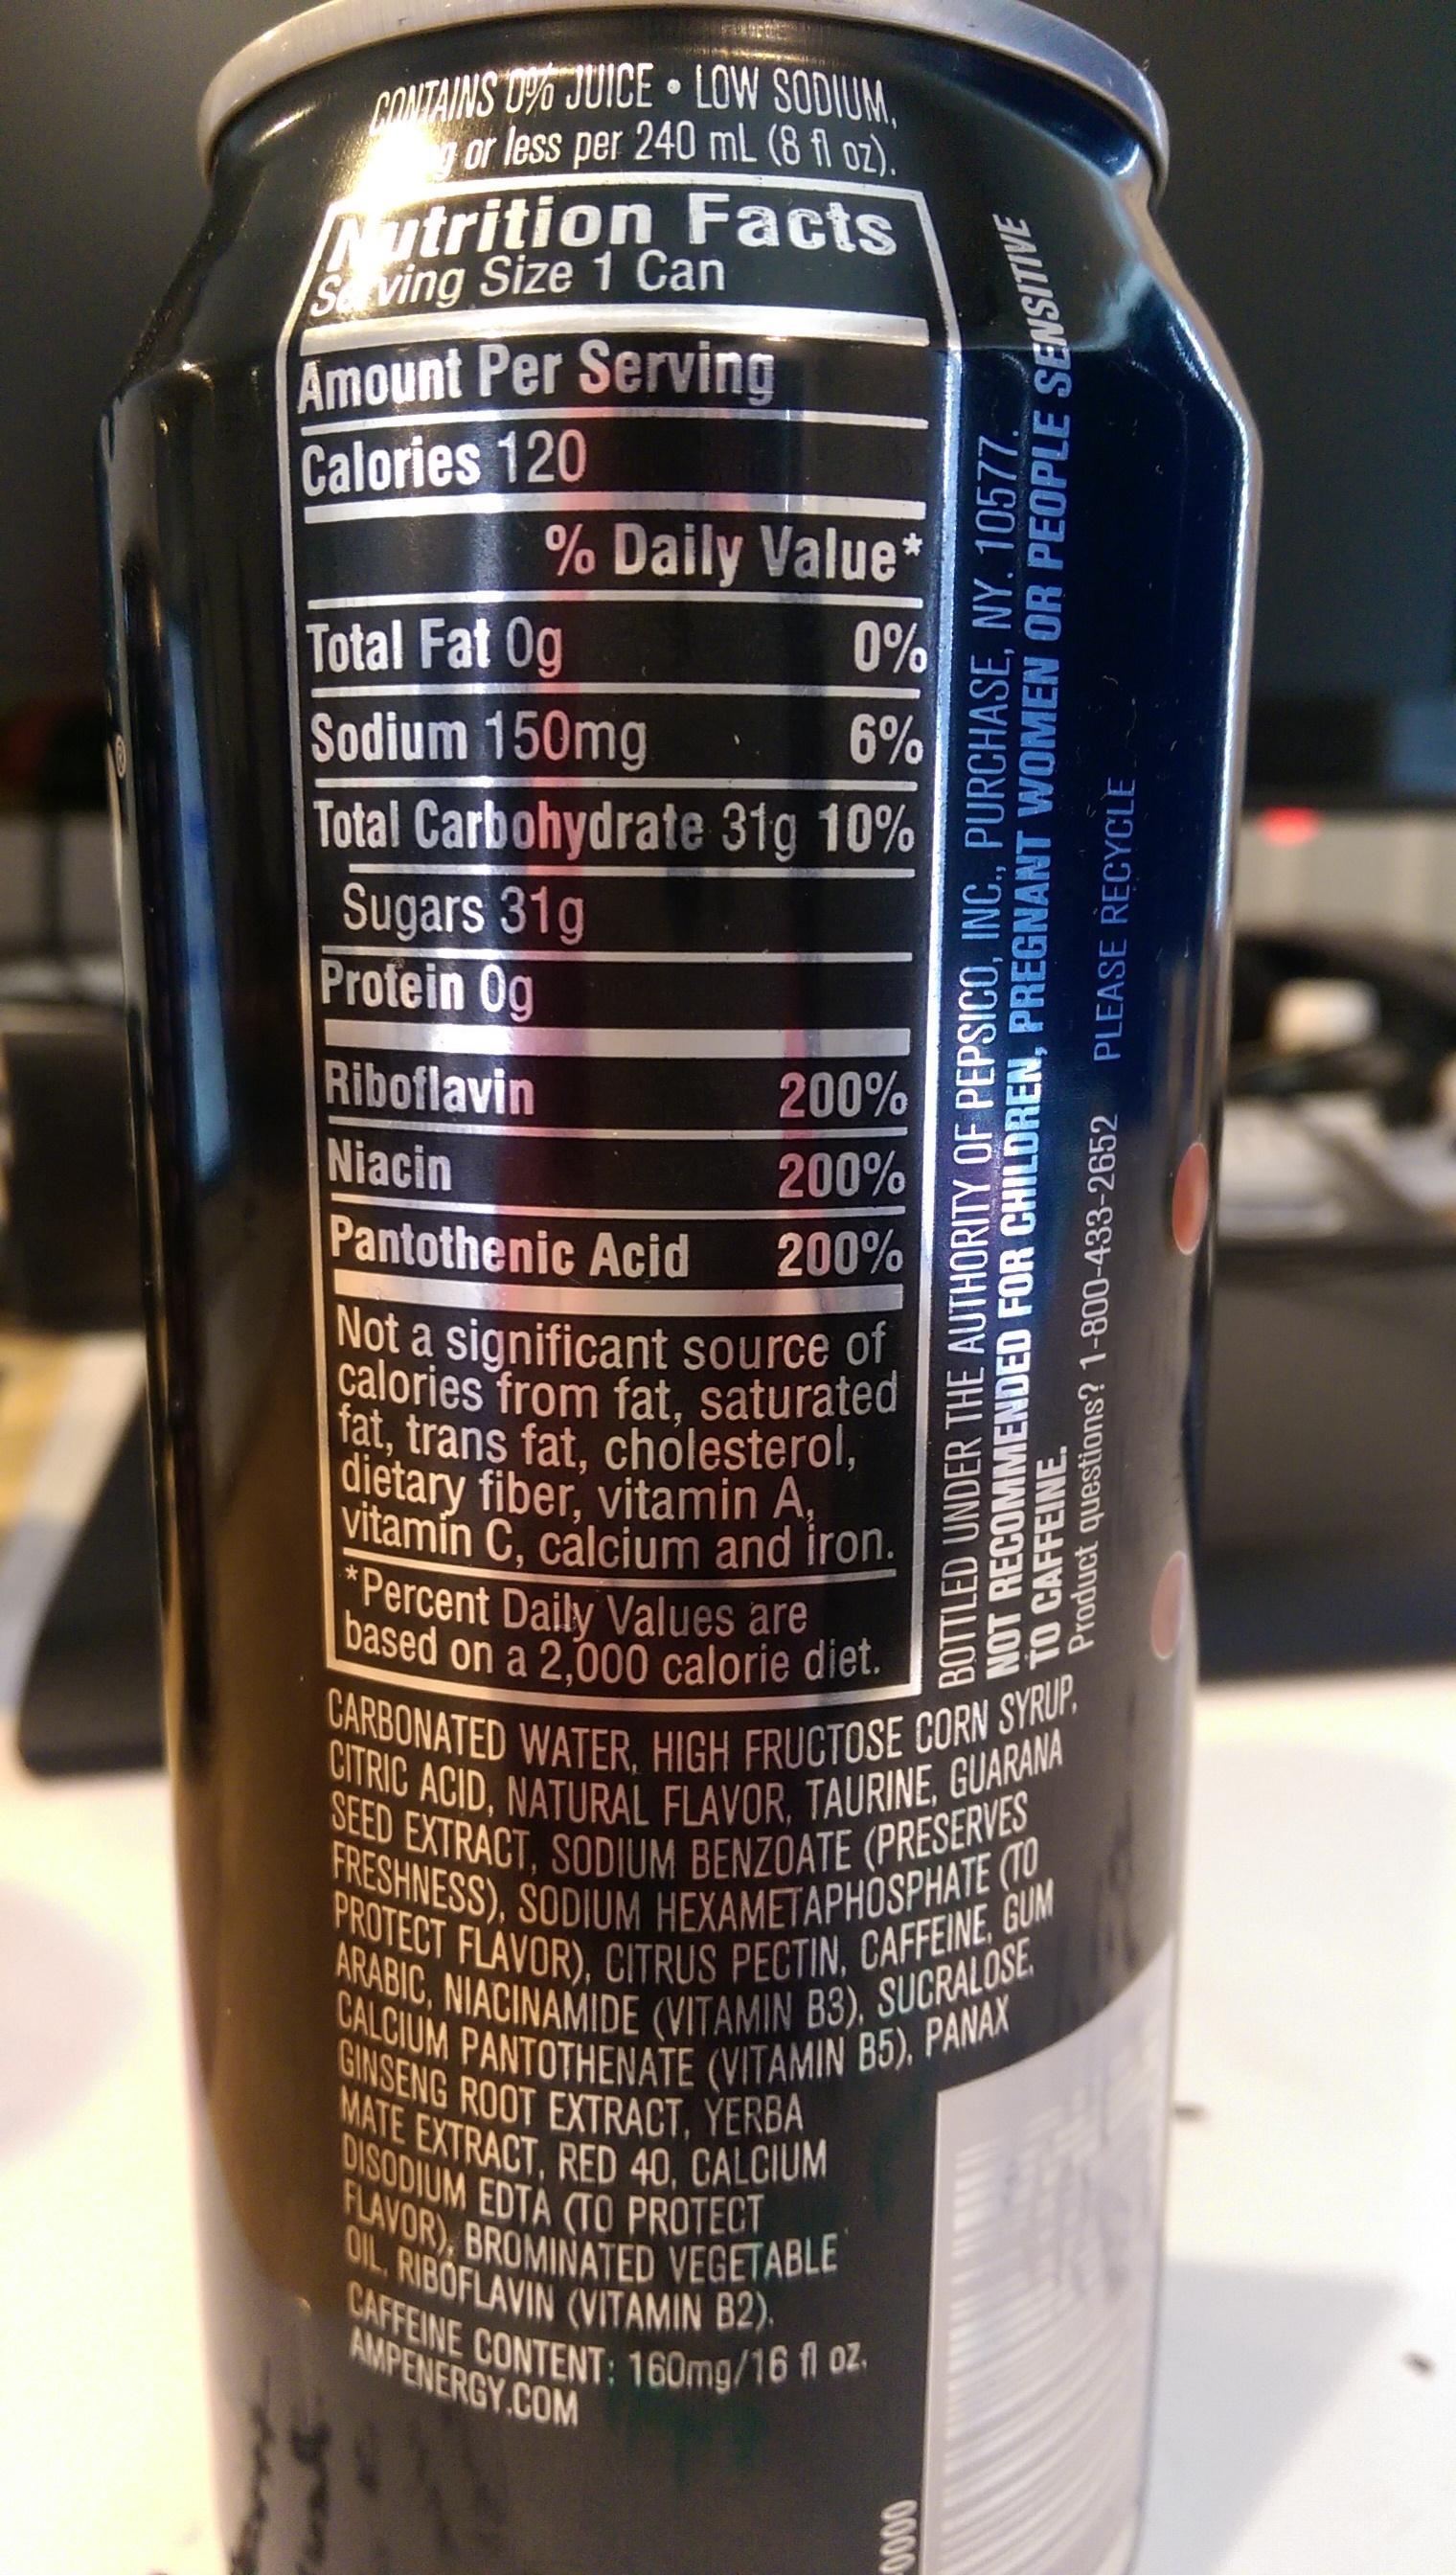 CONTAINS 0% JUICE • LOW SODIUM,
or less per 240 mL (8 fl oz).
Nutrition Facts
Serving Size 1 Can
Amount Per Serving
Calories 120
% Daily Value*
Total Fat 0g 0%
Sodium 150mg 6%
Total Carbohydrate 31g 10%
Sugars 31g
Protein 0g
Riboflavin 200%
Niacin 200%
Pantothenic Acid 200%
Not a significant source of
calories from fat, saturated
fat, trans fat, cholesterol,
dietary fiber, vitamin A,
vitamin C, calcium and iron.
*Percent Daily Values are
based on a 2,000 calorie diet.
CARBONATED WATER, HIGH FRUCTOSE CORN SYRUP,
CITRIC ACID, NATURAL FLAVOR, TAURINE, GUARANA
SEED EXTRACT, SODIUM BENZOATE (PRESERVES
FRESHNESS), SODIUM HEXAMETAPHOSPHATE (TO
PROTECT FLAVOR), CITRUS PECTIN, CAFFEINE, GUM
ARABIC, NIACINAMIDE (VITAMIN B3), SUCRALOSE,
CALCIUM PANTOTHENATE (VITAMIN B5), PANAX
GINSENG ROOT EXTRACT, YERBA
MATE EXTRACT, RED 40, CALCIUM
DISODIUM EDTA (TO PROTECT
FLAVOR), BROMINATED VEGETABLE
OIL, RIBOFLAVIN (VITAMIN B2).
CAFFEINE CONTENT: 160mg/16 fl oz.
AMPENERGY.COM
BOTTLED UNDER THE AUTHORITY OF PEPSICO, INC., PURCHASE, NY. 10577.
NOT RECOMMENDED FOR CHILDREN, PREGNANT WOMEN OR PEOPLE SENSITIVE
TO CAFFEINE.
Product questions? 1-800-433-2652 PLEASE RECYCLE